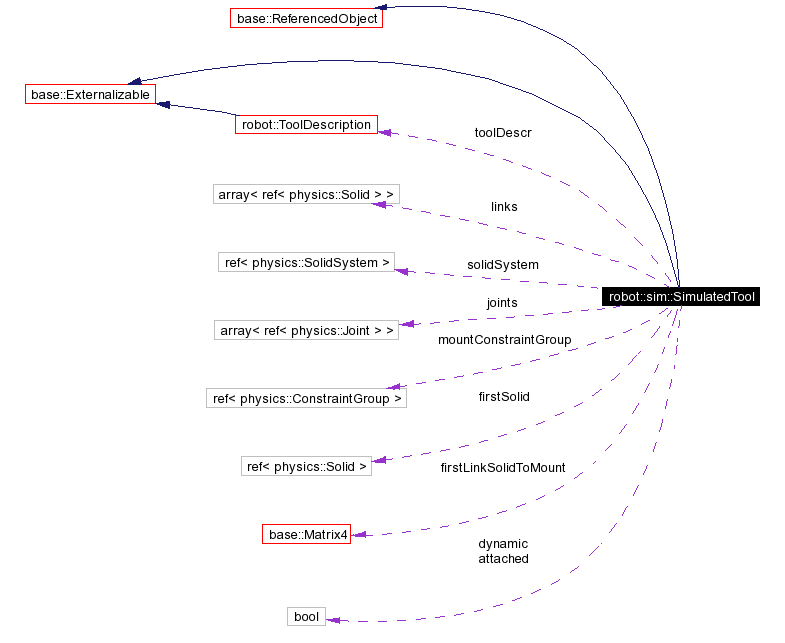 base::ReferencedObject
base::Externalizable
robot::ToolDescription
toolDescr
array< ref< physics::Solid > >
links
ref< physics::SolidSystem >
solidSystem
robot::sim::SimulatedTool
joints
array< ref< physics::Joint > >
mountConstraintGroup
ref< physics::ConstraintGroup >
firstSolid
ref< physics::Solid >
firstLinkSolidToMount
base::Matrix4
dynamic
attached
bool